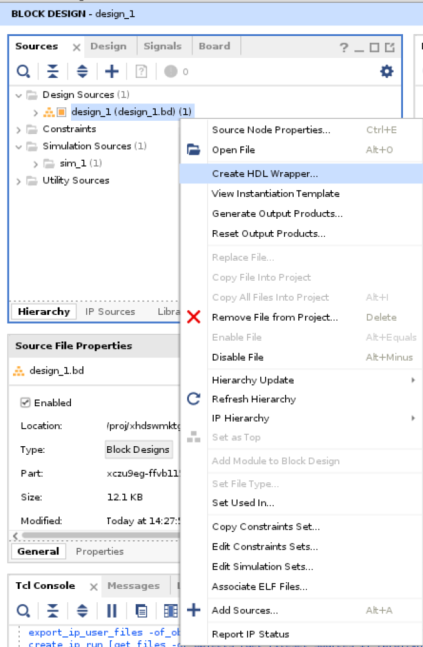 BLOCK DESIGN - design_1
Sources
Design
Signals
Board
0
Design Sources (1)
design_1 (design_1.bd) (1)
Constraints
Simulation Sources (1)
sim_1 (1)
Utility Sources
Hierarchy
IP Sources
Source Node Properties...
Ctrl+E
Open File
Alt+O
Create HDL Wrapper...
View Instantiation Template
Generate Output Products...
Reset Output Products...
Replace File...
Copy File Into Project
Copy All Files Into Project
Alt+I
Remove File from Project...
Delete
Enable File
Alt+Equals
Disable File
Alt+Minus
Hierarchy Update
Refresh Hierarchy
IP Hierarchy
Set as Top
Add Module to Block Design
Set File Type...
Set Used In...
Copy Constraints Set...
Edit Constraints Sets...
Edit Simulation Sets...
Associate ELF Files...
Add Sources...
Alt+A
Report IP Status
Source File Properties
design_1.bd
Enabled
Location:
/proj/xhdswmktg
Type:
Block Designs
Part:
xczu9eg-ffvb11
Size:
12.1 KB
Modified:
Today at 14:27:
General
Properties
Tcl Console
Messages
export_ip_user_files -of_ob
create_ip_run [get_files -o